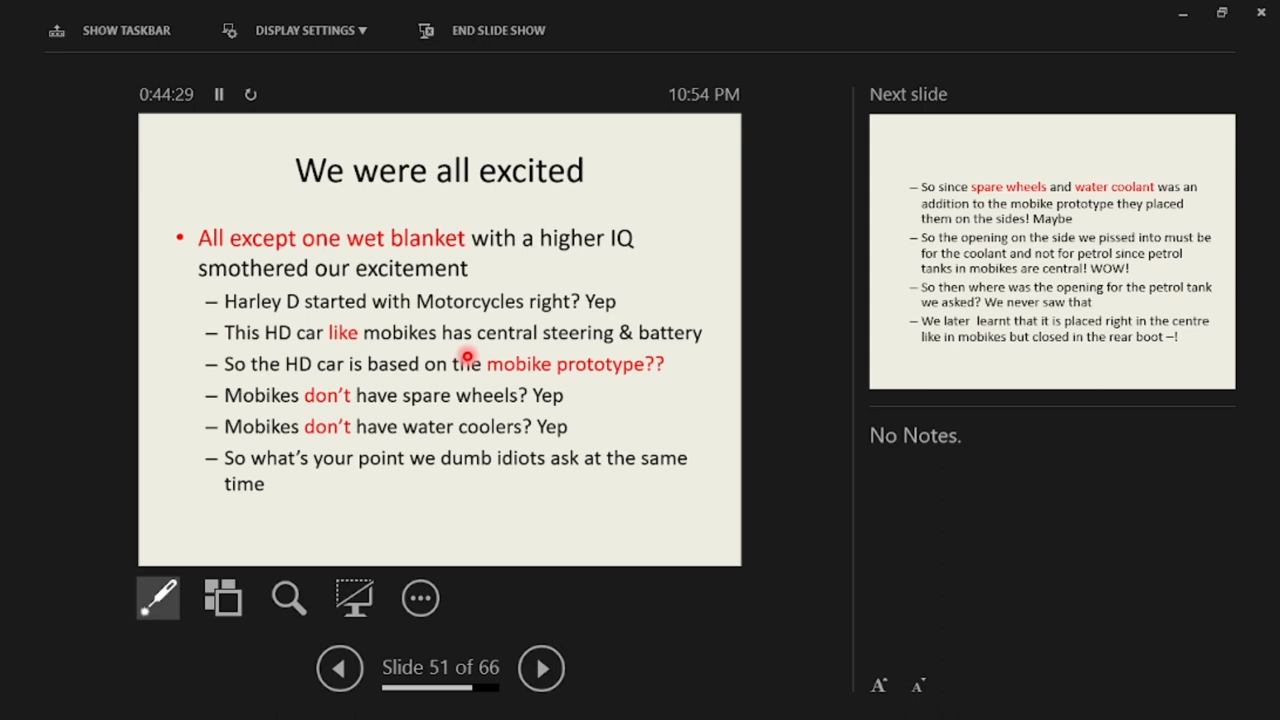 SHOW TASKBAR DISPLAY SETTINGS ▼ END SLIDE SHOW
0:44:29 10:54 PM
We were all excited
• All except one wet blanket with a higher IQ
smothered our excitement
– Harley D started with Motorcycles right? Yep
– This HD car like mobikes has central steering & battery
– So the HD car is based on the mobike prototype??
– Mobikes don’t have spare wheels? Yep
– Mobikes don’t have water coolers? Yep
– So what’s your point we dumb idiots ask at the same
time
Slide 51 of 66
Next slide
– So since spare wheels and water coolant was an
addition to the mobike prototype they placed
them on the sides! Maybe
– So the opening on the side we pissed into must be
for the coolant and not for petrol since petrol
tanks in mobikes are central! WOW!
– So then where was the opening for the petrol tank
we asked? We never saw that
– We later learnt that it is placed right in the centre
like in mobikes but closed in the rear boot –!
No Notes.
A A